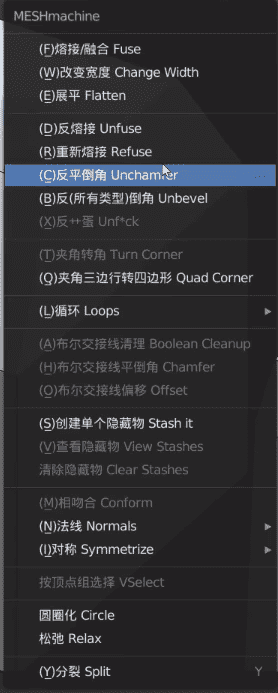 MESHmachine
(F)熔接/融合 Fuse
(W)改变宽度 Change Width
(E)展平 Flatten
(D)反熔接 Unfuse
(R)重新熔接 Refuse
(C)反平倒角 Unchamfer
(B)反(所有类型)倒角 Unbevel
(X)反艹蛋 Unf*ck
(T)夹角转角 Turn Corner
(Q)夹角三边行转四边形 Quad Corner
(L)循环 Loops
(A)布尔交接线清理 Boolean Cleanup
(H)布尔交接线平倒角 Chamfer
(O)布尔交接线偏移 Offset
(S)创建单个隐藏物 Stash it
(V)查看隐藏物 View Stashes
清除隐藏物 Clear Stashes
(M)相吻合 Conform
(N)法线 Normals
(I)对称 Symmetrize
按顶点组选择 VSelect
圆圈化 Circle
松弛 Relax
(Y)分裂 Split Y